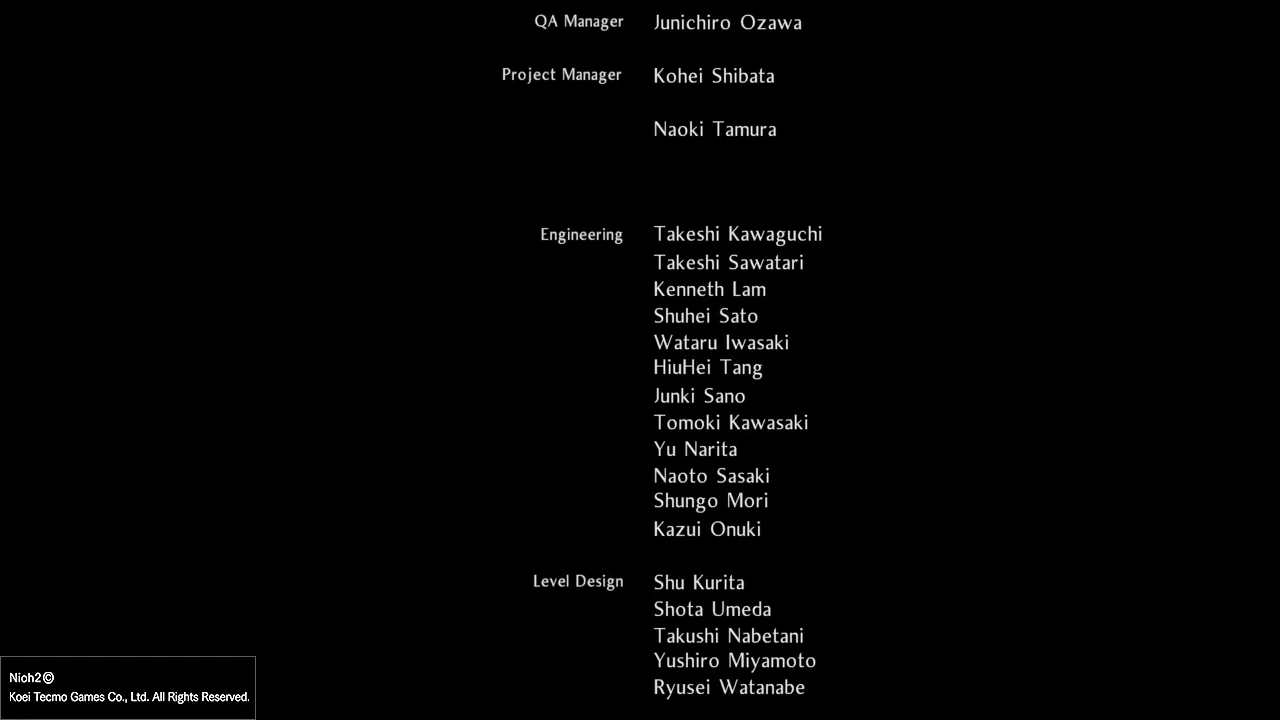 QA Manager Junichiro Ozawa
Project Manager Kohei Shibata
Naoki Tamura
Engineering Takeshi Kawaguchi
Takeshi Sawatari
Kenneth Lam
Shuhei Sato
Wataru Iwasaki
HiuHei Tang
Junki Sano
Tomoki Kawasaki
Yu Narita
Naoto Sasaki
Shungo Mori
Kazui Onuki
Level Design Shu Kurita
Shota Umeda
Takushi Nabetani
Yushiro Miyamoto
Ryusei Watanabe
Nioh2©
Koei Tecmo Games Co., Ltd. All Rights Reserved.